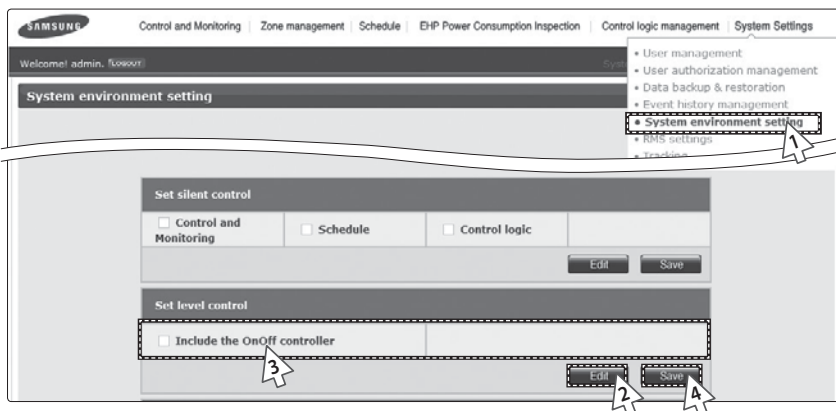 SAMSUNG
Control and Monitoring Zone management Schedule EHP Power Consumption Inspection Control logic management System Settings
Welcome! admin. LOGOUT
System environment setting
• User management
• User authorization management
• Data backup & restoration
• Event history management
• System environment setting
• RMS settings
• Tracking
1
Set silent control
Control and Monitoring Schedule Control logic
Edit Save
Set level control
Include the OnOff controller
3
Edit Save
2 4